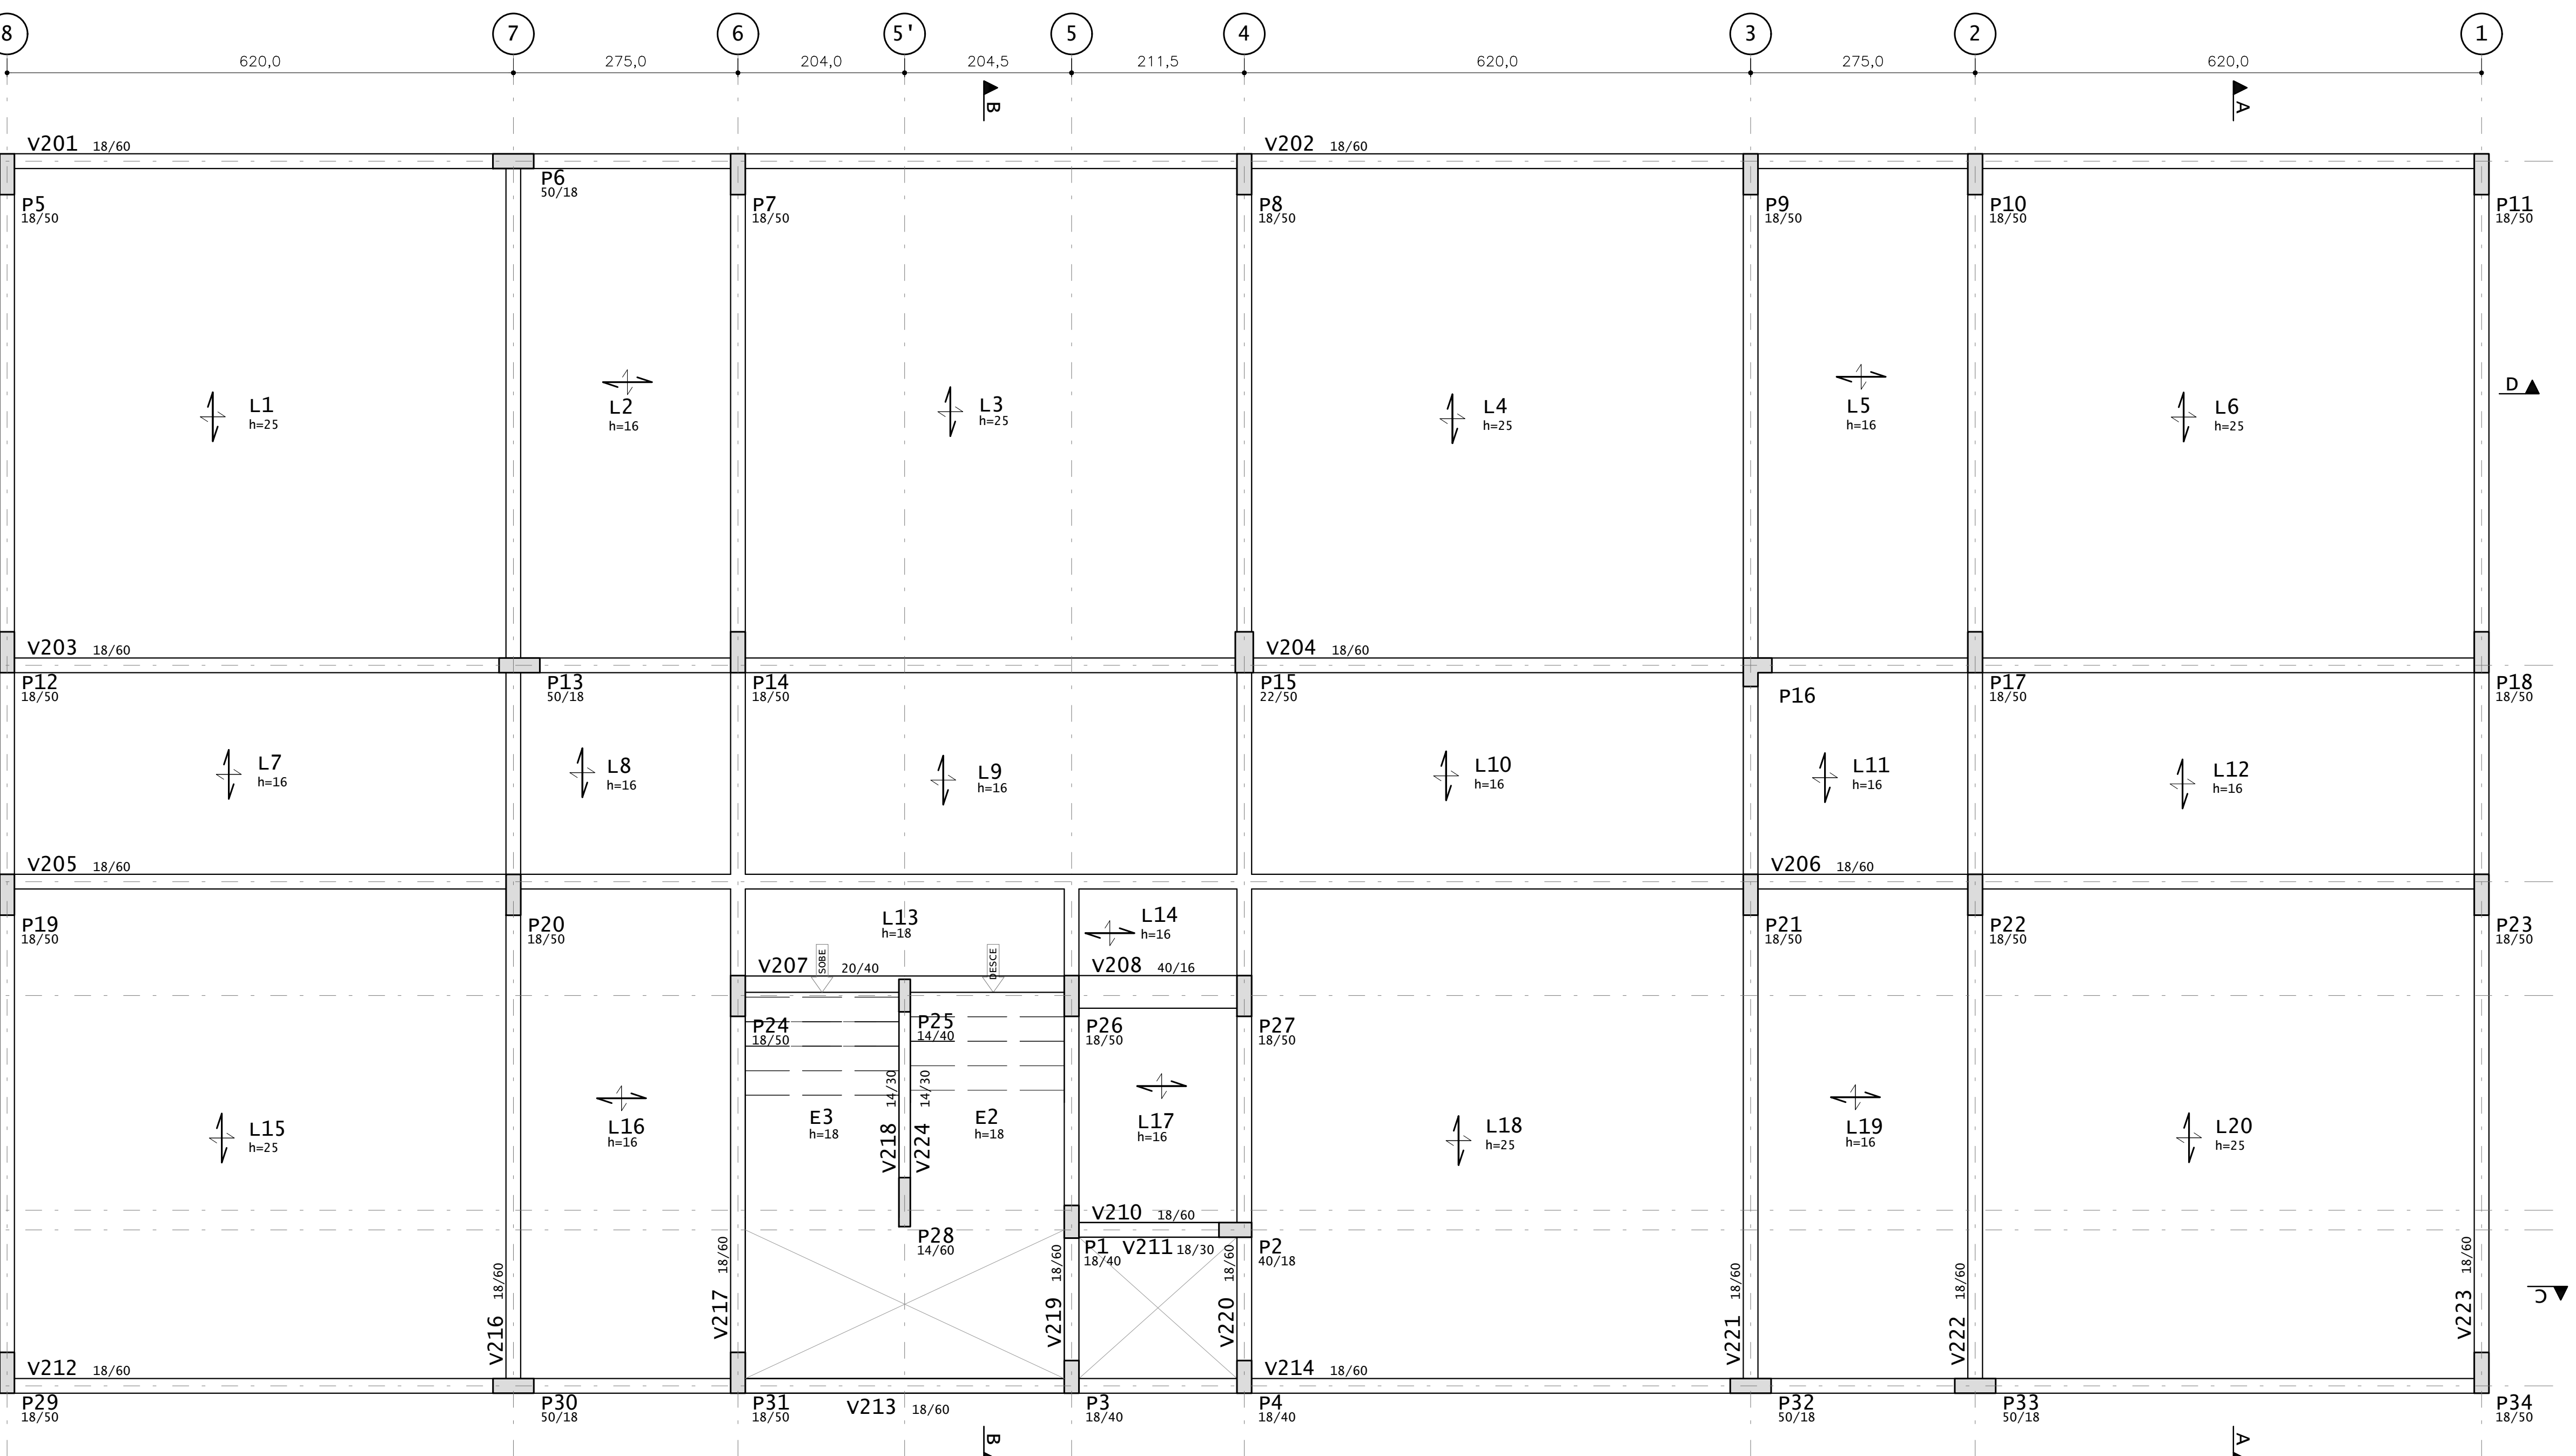 8 7 6 5' 5 4 3 2 1
620,0 275,0 204,0 204,5 211,5 620,0 275,0 620,0
B A
V201 18/60 V202 18/60
P5 P6 P7 P8 P9 P10 P11
18/50 50/18 18/50 18/50 18/50 18/50 18/50
D
L1 L2 L3 L4 L5 L6
h=25 h=16 h=25 h=25 h=16 h=25
V203 18/60 V204 18/60
P12 P13 P14 P15 P16 P17 P18
18/50 50/18 18/50 22/50 18/50 18/50
L7 L8 L9 L10 L11 L12
h=16 h=16 h=16 h=16 h=16 h=16
V205 18/60 V206 18/60
P19 P20 L13 L14 P21 P22 P23
18/50 18/50 h=18 h=16 18/50 18/50 18/50
V207 SOBE 20/40 DESCE V208 40/16
P24 P25 P26 P27
18/50 14/40 18/50 18/50
14/30 14/30
V218 V224
L15 L16 E3 E2 L17 L18 L19 L20
h=25 h=16 h=18 h=18 h=16 h=25 h=16 h=25
V210 18/60
P28 P1 V211 18/30 P2
14/60 18/40 40/18
18/60 18/60 18/60 18/60 18/60 18/60 18/60
V216 V217 V219 V220 V221 V222 V223
C
V212 18/60 V214 18/60
P29 P30 P31 V213 18/60 P3 P4 P32 P33 P34
18/50 50/18 18/50 18/40 18/40 50/18 50/18 18/50
B A